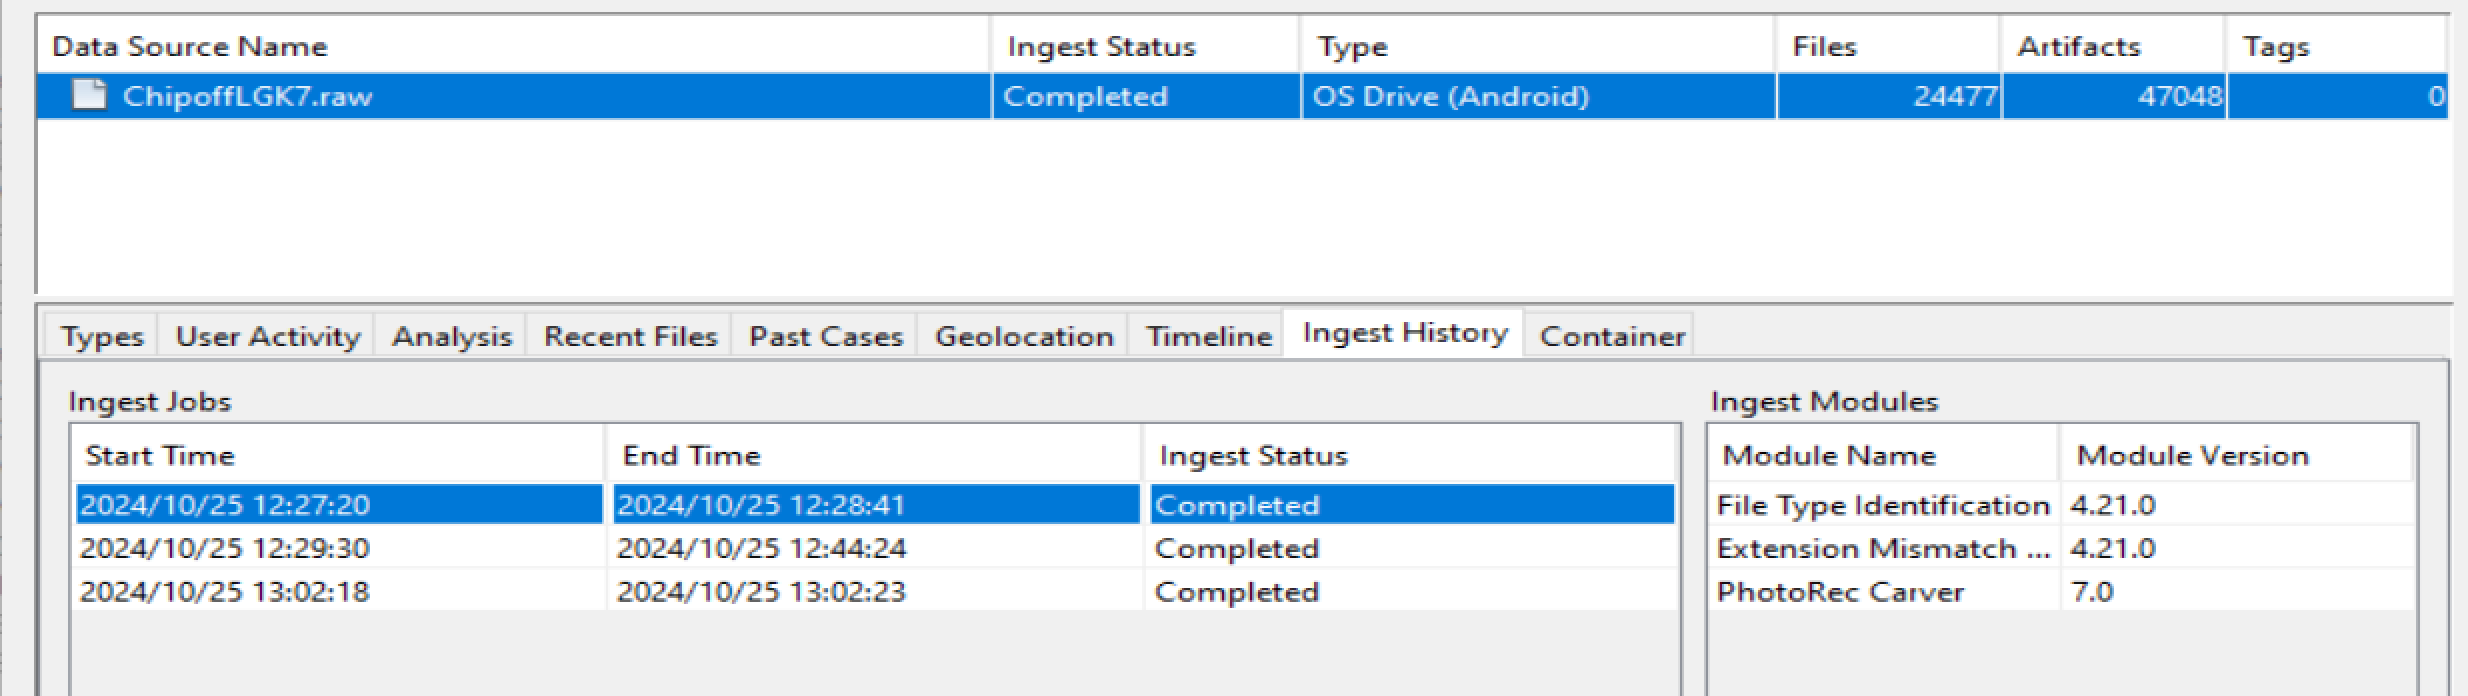 Data Source Name Ingest Status Type Files Artifacts Tags
ChipoffLGK7.raw Completed OS Drive (Android) 24477 47048 0
Types User Activity Analysis Recent Files Past Cases Geolocation Timeline Ingest History Container
Ingest Jobs Ingest Modules
Start Time End Time Ingest Status Module Name Module Version
2024/10/25 12:27:20 2024/10/25 12:28:41 Completed File Type Identification 4.21.0
2024/10/25 12:29:30 2024/10/25 12:44:24 Completed Extension Mismatch ... 4.21.0
2024/10/25 13:02:18 2024/10/25 13:02:23 Completed PhotoRec Carver 7.0